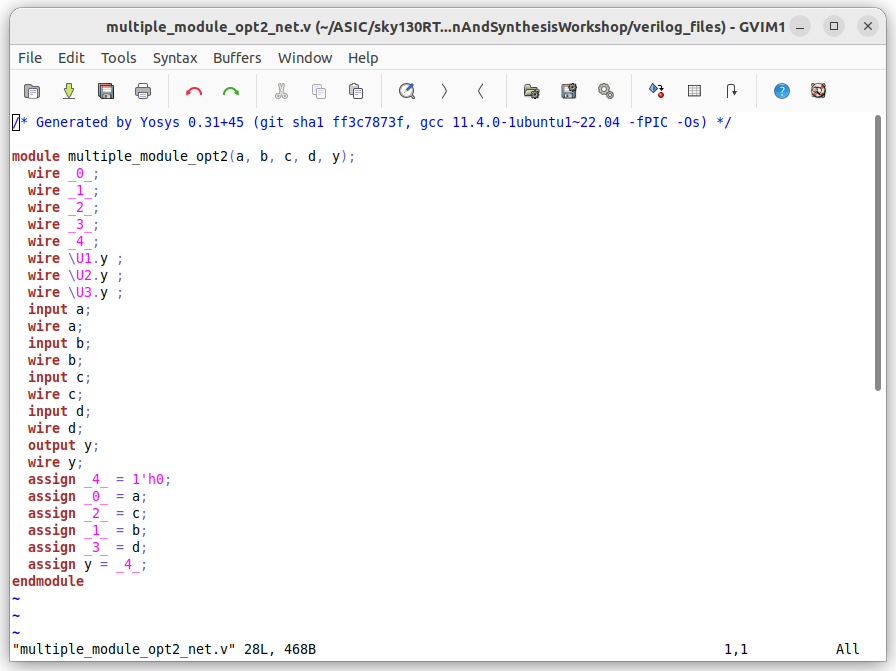 multiple_module_opt2_net.v (~/ASIC/sky130RT...nAndSynthesisWorkshop/verilog_files) - GVIM1
File Edit Tools Syntax Buffers Window Help
/* Generated by Yosys 0.31+45 (git sha1 ff3c7873f, gcc 11.4.0-1ubuntu1~22.04 -fPIC -Os) */
module multiple_module_opt2(a, b, c, d, y);
  wire _0_;
  wire _1_;
  wire _2_;
  wire _3_;
  wire _4_;
  wire \U1.y ;
  wire \U2.y ;
  wire \U3.y ;
  input a;
  wire a;
  input b;
  wire b;
  input c;
  wire c;
  input d;
  wire d;
  output y;
  wire y;
  assign _4_ = 1'h0;
  assign _0_ = a;
  assign _2_ = c;
  assign _1_ = b;
  assign _3_ = d;
  assign y = _4_;
endmodule
~
~
~
"multiple_module_opt2_net.v" 28L, 468B 1,1 All